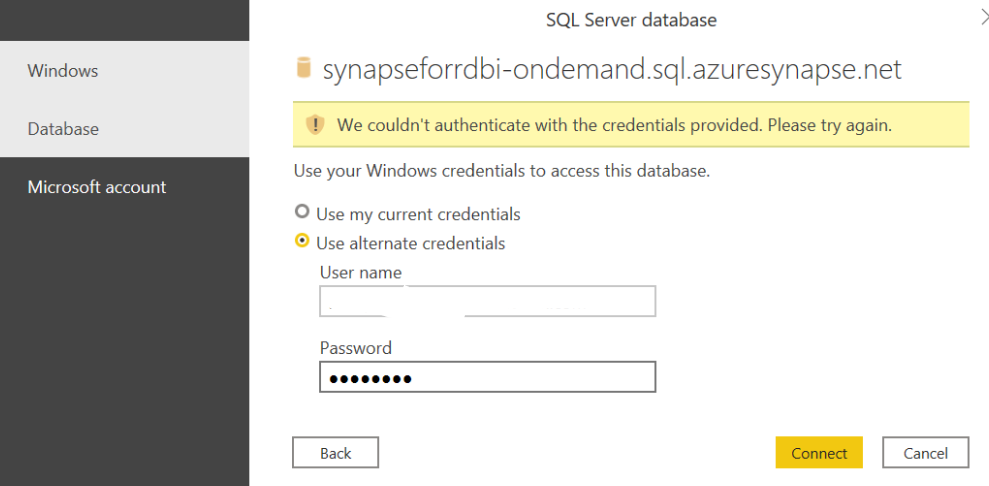 SQL Server database
Windows
Database
Microsoft account
synapseforrdbi-ondemand.sql.azuresynapse.net
We couldn't authenticate with the credentials provided. Please try again.
Use your Windows credentials to access this database.
Use my current credentials
Use alternate credentials
User name
Password
Back
Connect
Cancel